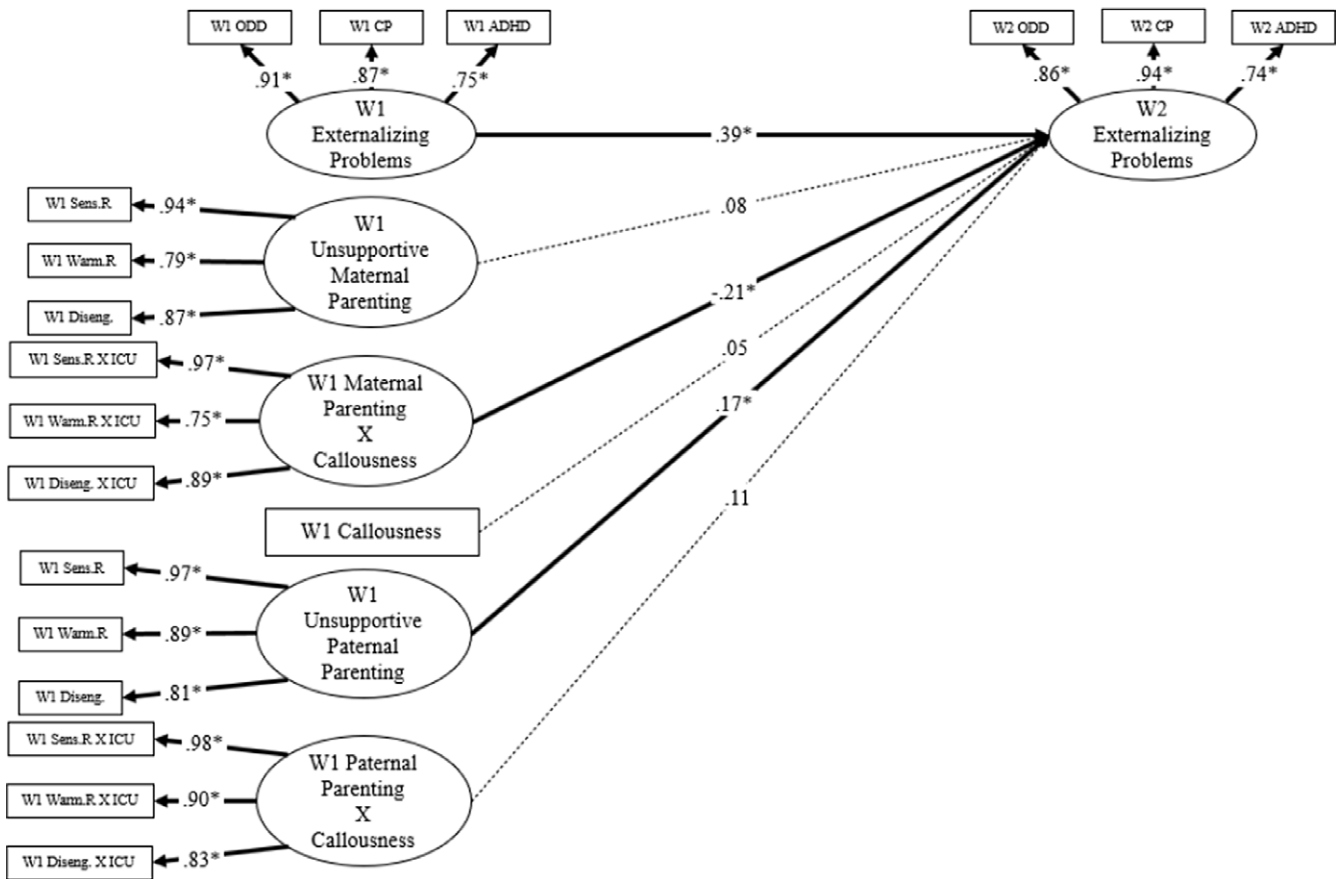 W1 ODD
W1 CP
W1 ADHD
W2 ODD
W2 CP
W2 ADHD
.91*
.87*
.75*
.86*
.94*
.74*
W1
Externalizing
Problems
.39*
W2
Externalizing
Problems
W1 Sens.R
.94*
W1 Warm.R
.79*
W1 Diseng.
.87*
W1
Unsupportive
Maternal
Parenting
.08
W1 Sens.R X ICU
.97*
W1 Warm.R X ICU
.75*
W1 Diseng. X ICU
.89*
W1 Maternal
Parenting
X
Callousness
-.21*
W1 Callousness
.05
W1 Sens.R
.97*
W1 Warm.R
.89*
W1 Diseng.
.81*
W1
Unsupportive
Paternal
Parenting
.17*
W1 Sens.R X ICU
.98*
W1 Warm.R X ICU
.90*
W1 Diseng. X ICU
.83*
W1 Paternal
Parenting
X
Callousness
.11